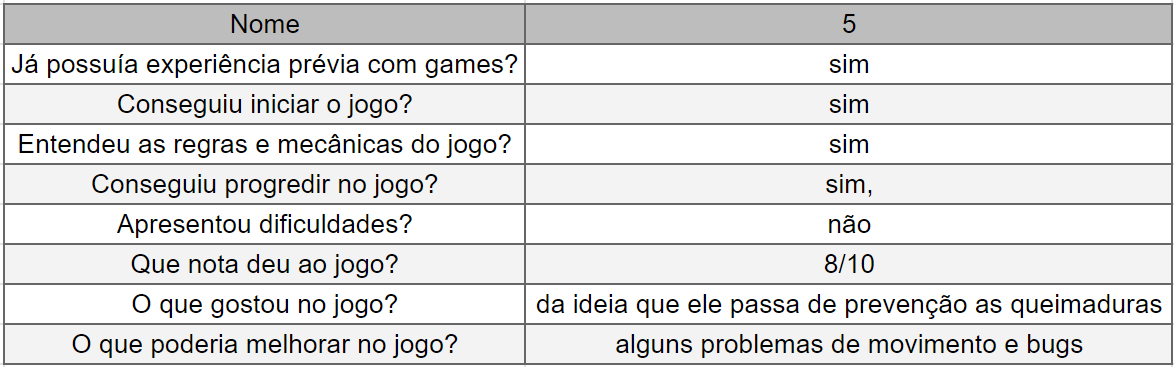 Nome 5
Já possuía experiência prévia com games? sim
Conseguiu iniciar o jogo? sim
Entendeu as regras e mecânicas do jogo? sim
Conseguiu progredir no jogo? sim,
Apresentou dificuldades? não
Que nota deu ao jogo? 8/10
O que gostou no jogo? da ideia que ele passa de prevenção as queimaduras
O que poderia melhorar no jogo? alguns problemas de movimento e bugs